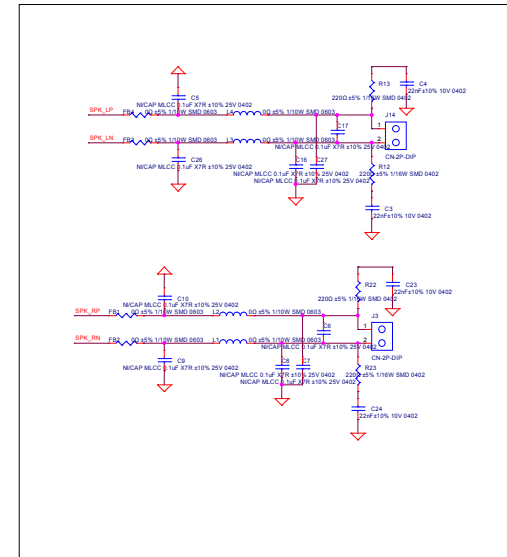 R13
C4
220Ω ±5% 1/16W SMD 0402
22nF±10% 10V 0402
C5
NI/CAP MLCC 0.1uF X7R ±10% 25V 0402
SPK_LP
0Ω ±5% 1/10W SMD 0603
L4
0Ω ±5% 1/10W SMD 0603
J14
C17
1
NI/CAP MLCC 0.1uF X7R ±10% 25V 0402
SPK_LN
0Ω ±5% 1/10W SMD 0603
L3
0Ω ±5% 1/10W SMD 0603
2
CN-2P-DIP
C26
NI/CAP MLCC 0.1uF X7R ±10% 25V 0402
C16
C27
NI/CAP MLCC 0.1uF X7R ±10% 25V 0402
NI/CAP MLCC 0.1uF X7R ±10% 25V 0402
R12
220Ω ±5% 1/16W SMD 0402
C3
22nF±10% 10V 0402
R22
C23
220Ω ±5% 1/16W SMD 0402
22nF±10% 10V 0402
C10
NI/CAP MLCC 0.1uF X7R ±10% 25V 0402
SPK_RP
FB1
0Ω ±5% 1/10W SMD 0603
L2
0Ω ±5% 1/10W SMD 0603
J3
1
NI/CAP MLCC 0.1uF X7R ±10% 25V 0402
SPK_RN
FB2
0Ω ±5% 1/10W SMD 0603
L1
0Ω ±5% 1/10W SMD 0603
2
CN-2P-DIP
C9
NI/CAP MLCC 0.1uF X7R ±10% 25V 0402
C7
NI/CAP MLCC 0.1uF X7R ±10% 25V 0402
NI/CAP MLCC 0.1uF X7R ±10% 25V 0402
R23
220Ω ±5% 1/16W SMD 0402
C24
22nF±10% 10V 0402